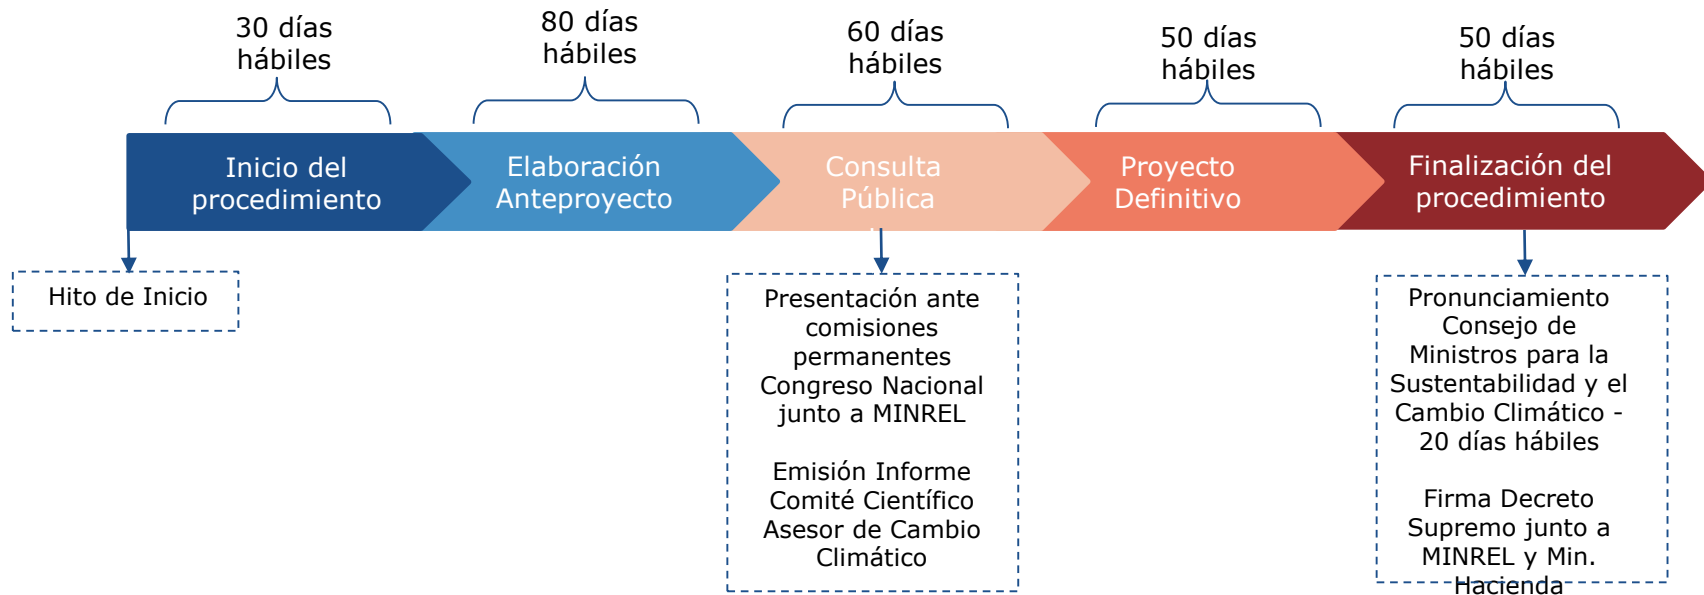 30 días
hábiles
80 días
hábiles
60 días
hábiles
50 días
hábiles
50 días
hábiles
Inicio del
procedimiento
Elaboración
Anteproyecto
Consulta
Pública
Proyecto
Definitivo
Finalización del
procedimiento
Hito de Inicio
Presentación ante
comisiones
permanentes
Congreso Nacional
junto a MINREL
Emisión Informe
Comité Científico
Asesor de Cambio
Climático
Pronunciamiento
Consejo de
Ministros para la
Sustentabilidad y el
Cambio Climático -
20 días hábiles
Firma Decreto
Supremo junto a
MINREL y Min.
Hacienda